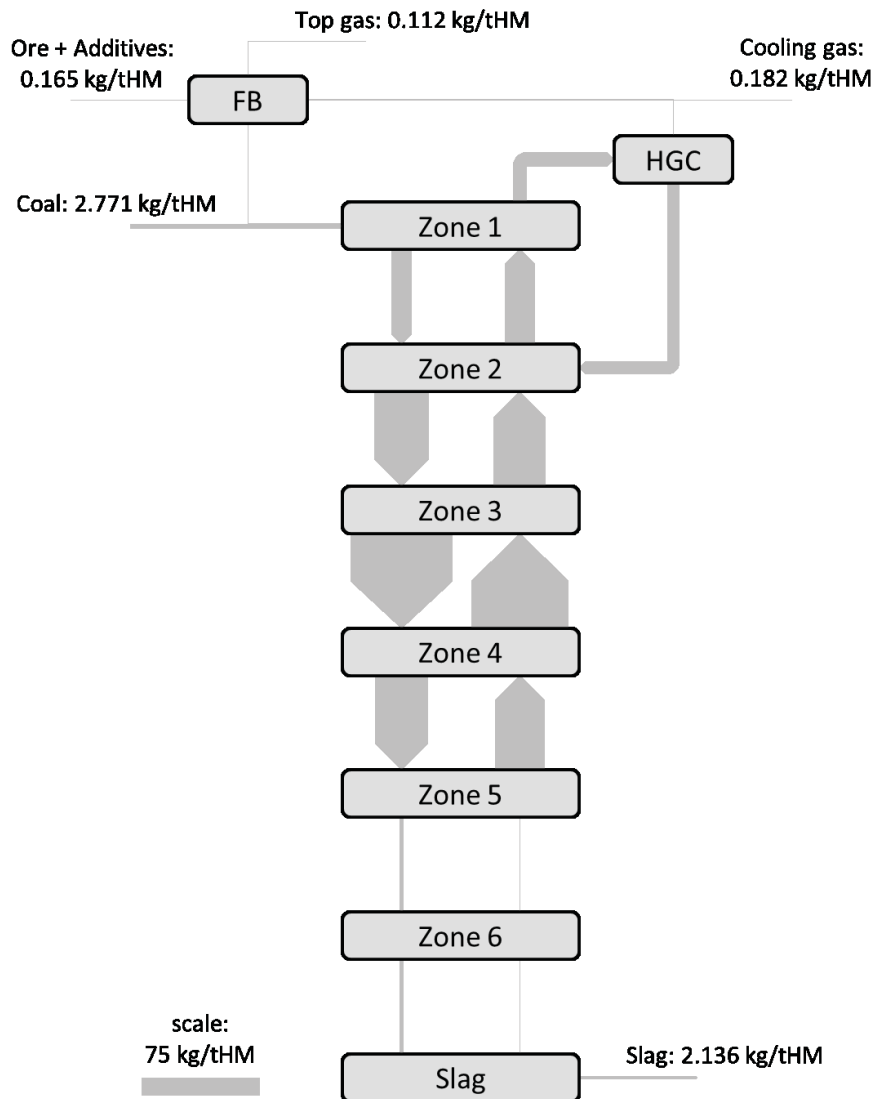 Top gas: 0.112 kg/tHM
Ore + Additives:
0.165 kg/tHM
Cooling gas:
0.182 kg/tHM
FB
HGC
Coal: 2.771 kg/tHM
Zone 1
Zone 2
Zone 3
Zone 4
Zone 5
Zone 6
scale:
75 kg/tHM
Slag
Slag: 2.136 kg/tHM